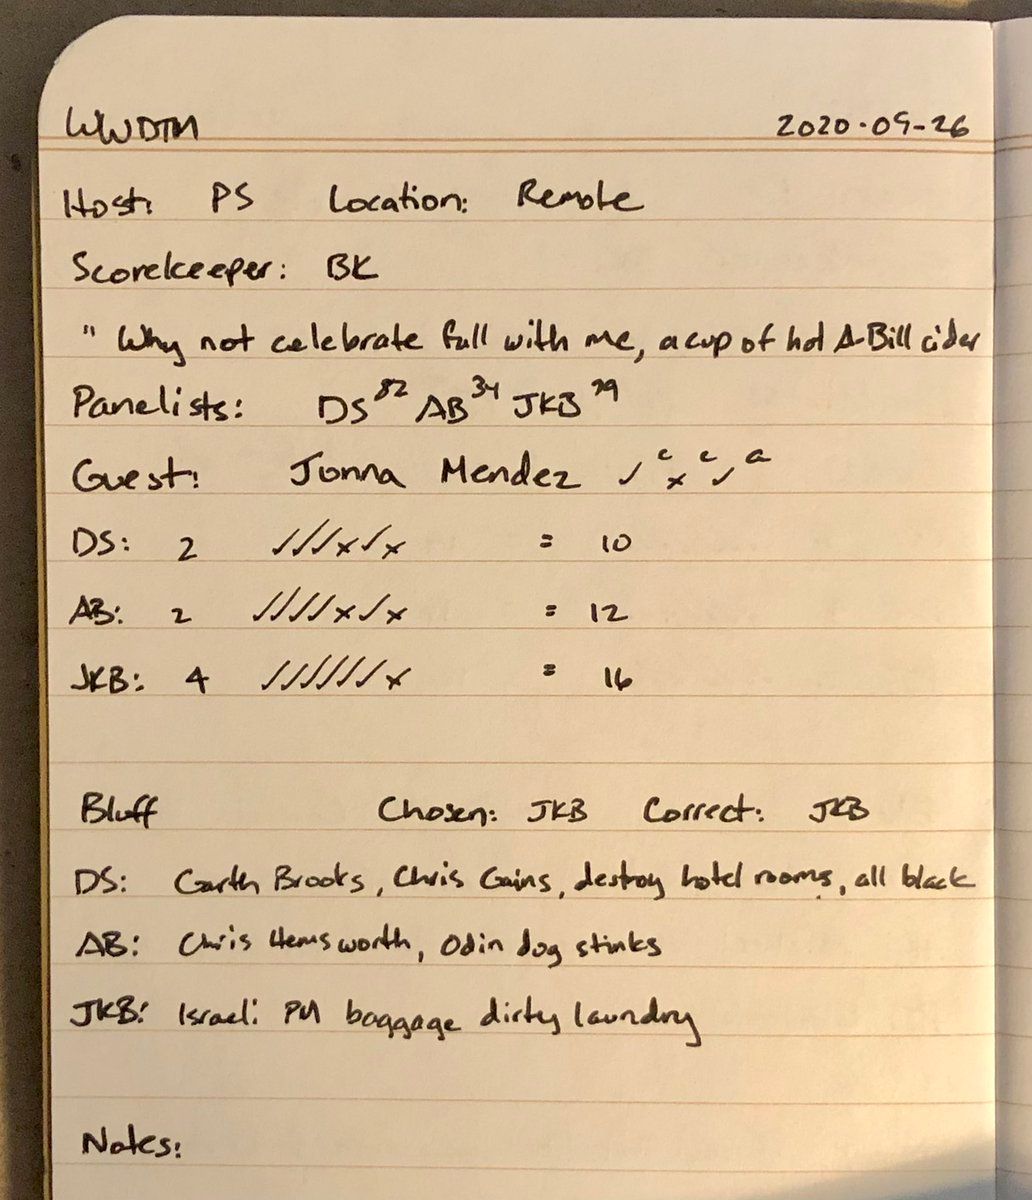 WWDTM 2020-09-26
Host: PS Location: Remote
Scorekeeper: BK
" Why not celebrate fall with me, a cup of hot A-Bill cider
Panelists: DS 82 AB 34 JKB 79
Guest: Jonna Mendez ✓ c x c ✓ a
DS: 2 ✓✓✓x✓x = 10
AB: 2 ✓✓✓✓x✓x = 12
JKB: 4 ✓✓✓✓✓✓x = 16
Bluff Chosen: JKB Correct: JKB
DS: Garth Brooks, Chris Gains, destroy hotel rooms, all black
AB: Chris Hemsworth, Odin dog stinks
JKB: Israeli PM baggage dirty laundry
Notes: